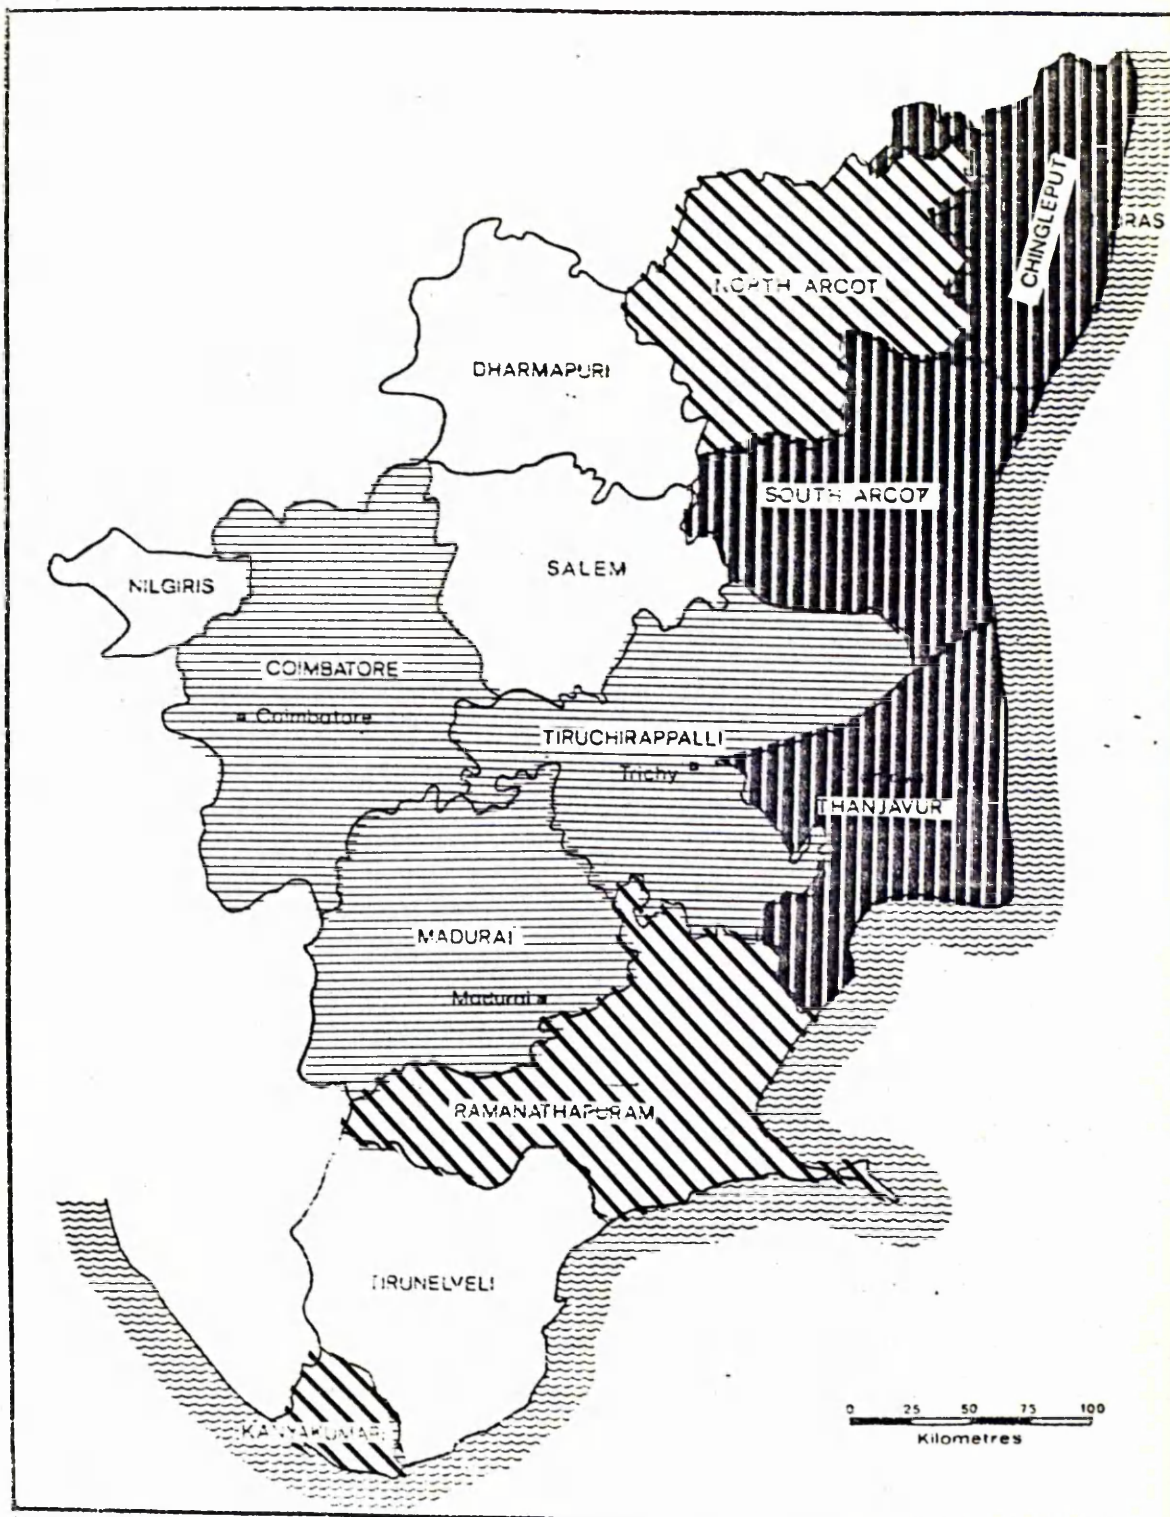 CHINGLEPUT
RAS
NORTH ARCOT
DHARMAPURI
SOUTH ARCOT
NILGIRIS
SALEM
COIMBATORE
Coimbatore
TIRUCHIRAPPALLI
Trichy
THANJAVUR
MADURAI
Madurai
RAMANATHAPURAM
TIRUNELVELI
KANYAKUMARI
0 25 50 75 100
Kilometres